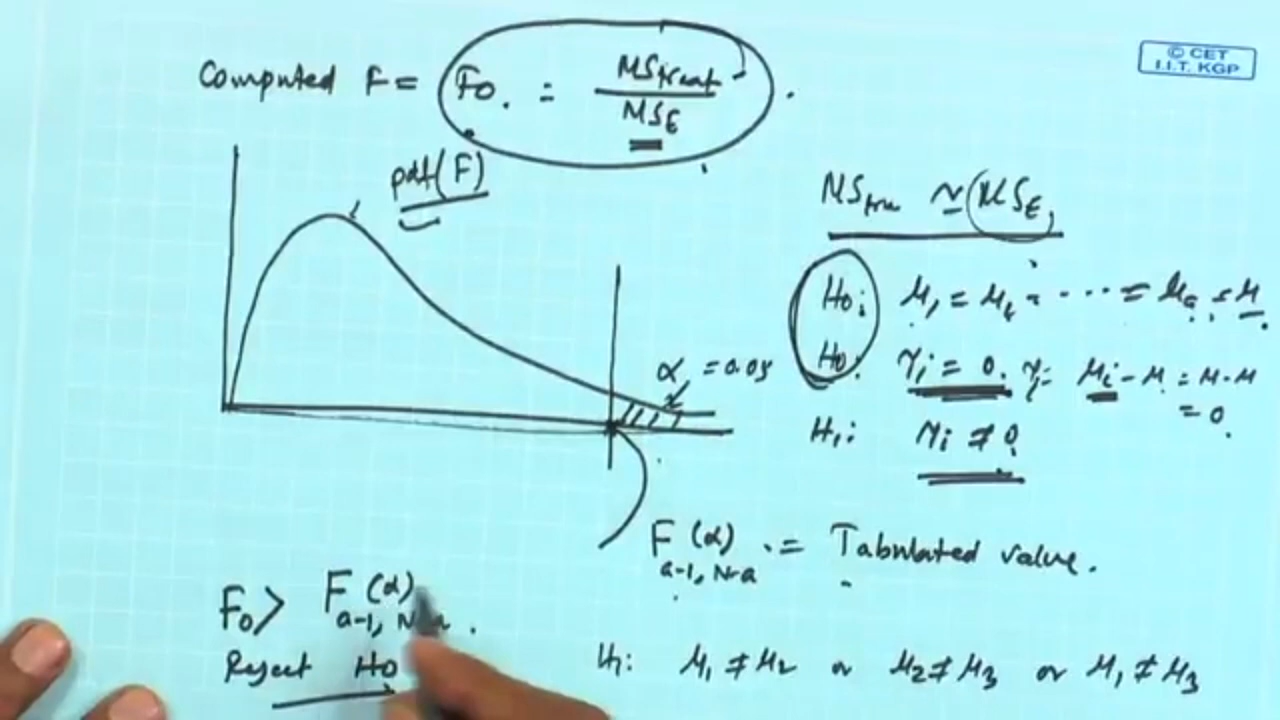 © CET
I.I.T. KGP
Computed F = F0. = MStreat / MSE.
pdf(F)
MStre ≈ MSE,
H0: μ1 = μ2 = ···· = μa = μ.
α = 0.05
H0: τi = 0. τi = μi - μ = μ - μ
= 0.
H1: τi ≠ 0.
F (α) a-1, N-a = Tabulated value.
F0 > F (α) a-1, N-a.
Reject H0
H1: μ1 ≠ μ2 or μ2 ≠ μ3 or μ1 ≠ μ3